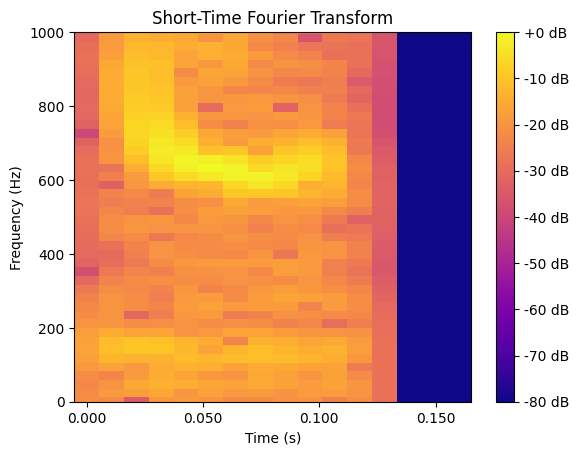 Short-Time Fourier Transform
1000
800
600
400
200
0
Frequency (Hz)
0.000
0.050
0.100
0.150
Time (s)
+0 dB
-10 dB
-20 dB
-30 dB
-40 dB
-50 dB
-60 dB
-70 dB
-80 dB